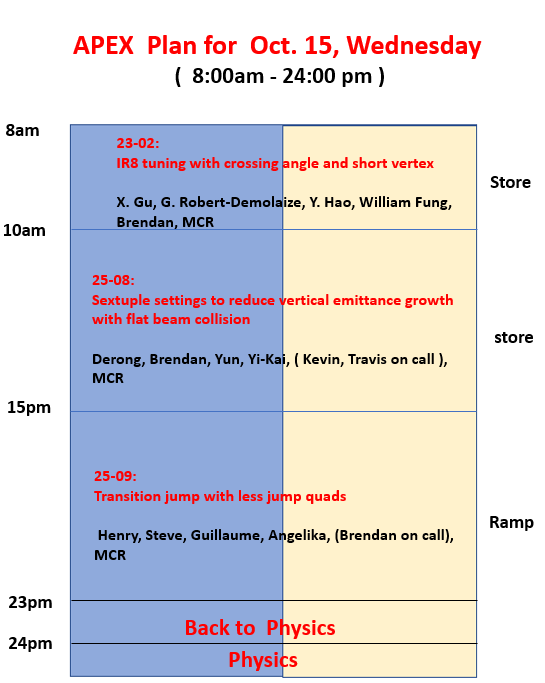 APEX  Plan for  Oct. 15, Wednesday
(  8:00am - 24:00 pm )
8am
23-02:
IR8 tuning with crossing angle and short vertex
Store
X. Gu, G. Robert-Demolaize, Y. Hao, William Fung,
Brendan, MCR
10am
25-08:
Sextuple settings to reduce vertical emittance growth
with flat beam collision
store
Derong, Brendan, Yun, Yi-Kai, ( Kevin, Travis on call ),
MCR
15pm
25-09:
Transition jump with less jump quads
Ramp
Henry, Steve, Guillaume, Angelika, (Brendan on call),
MCR
23pm
Back to  Physics
24pm
Physics